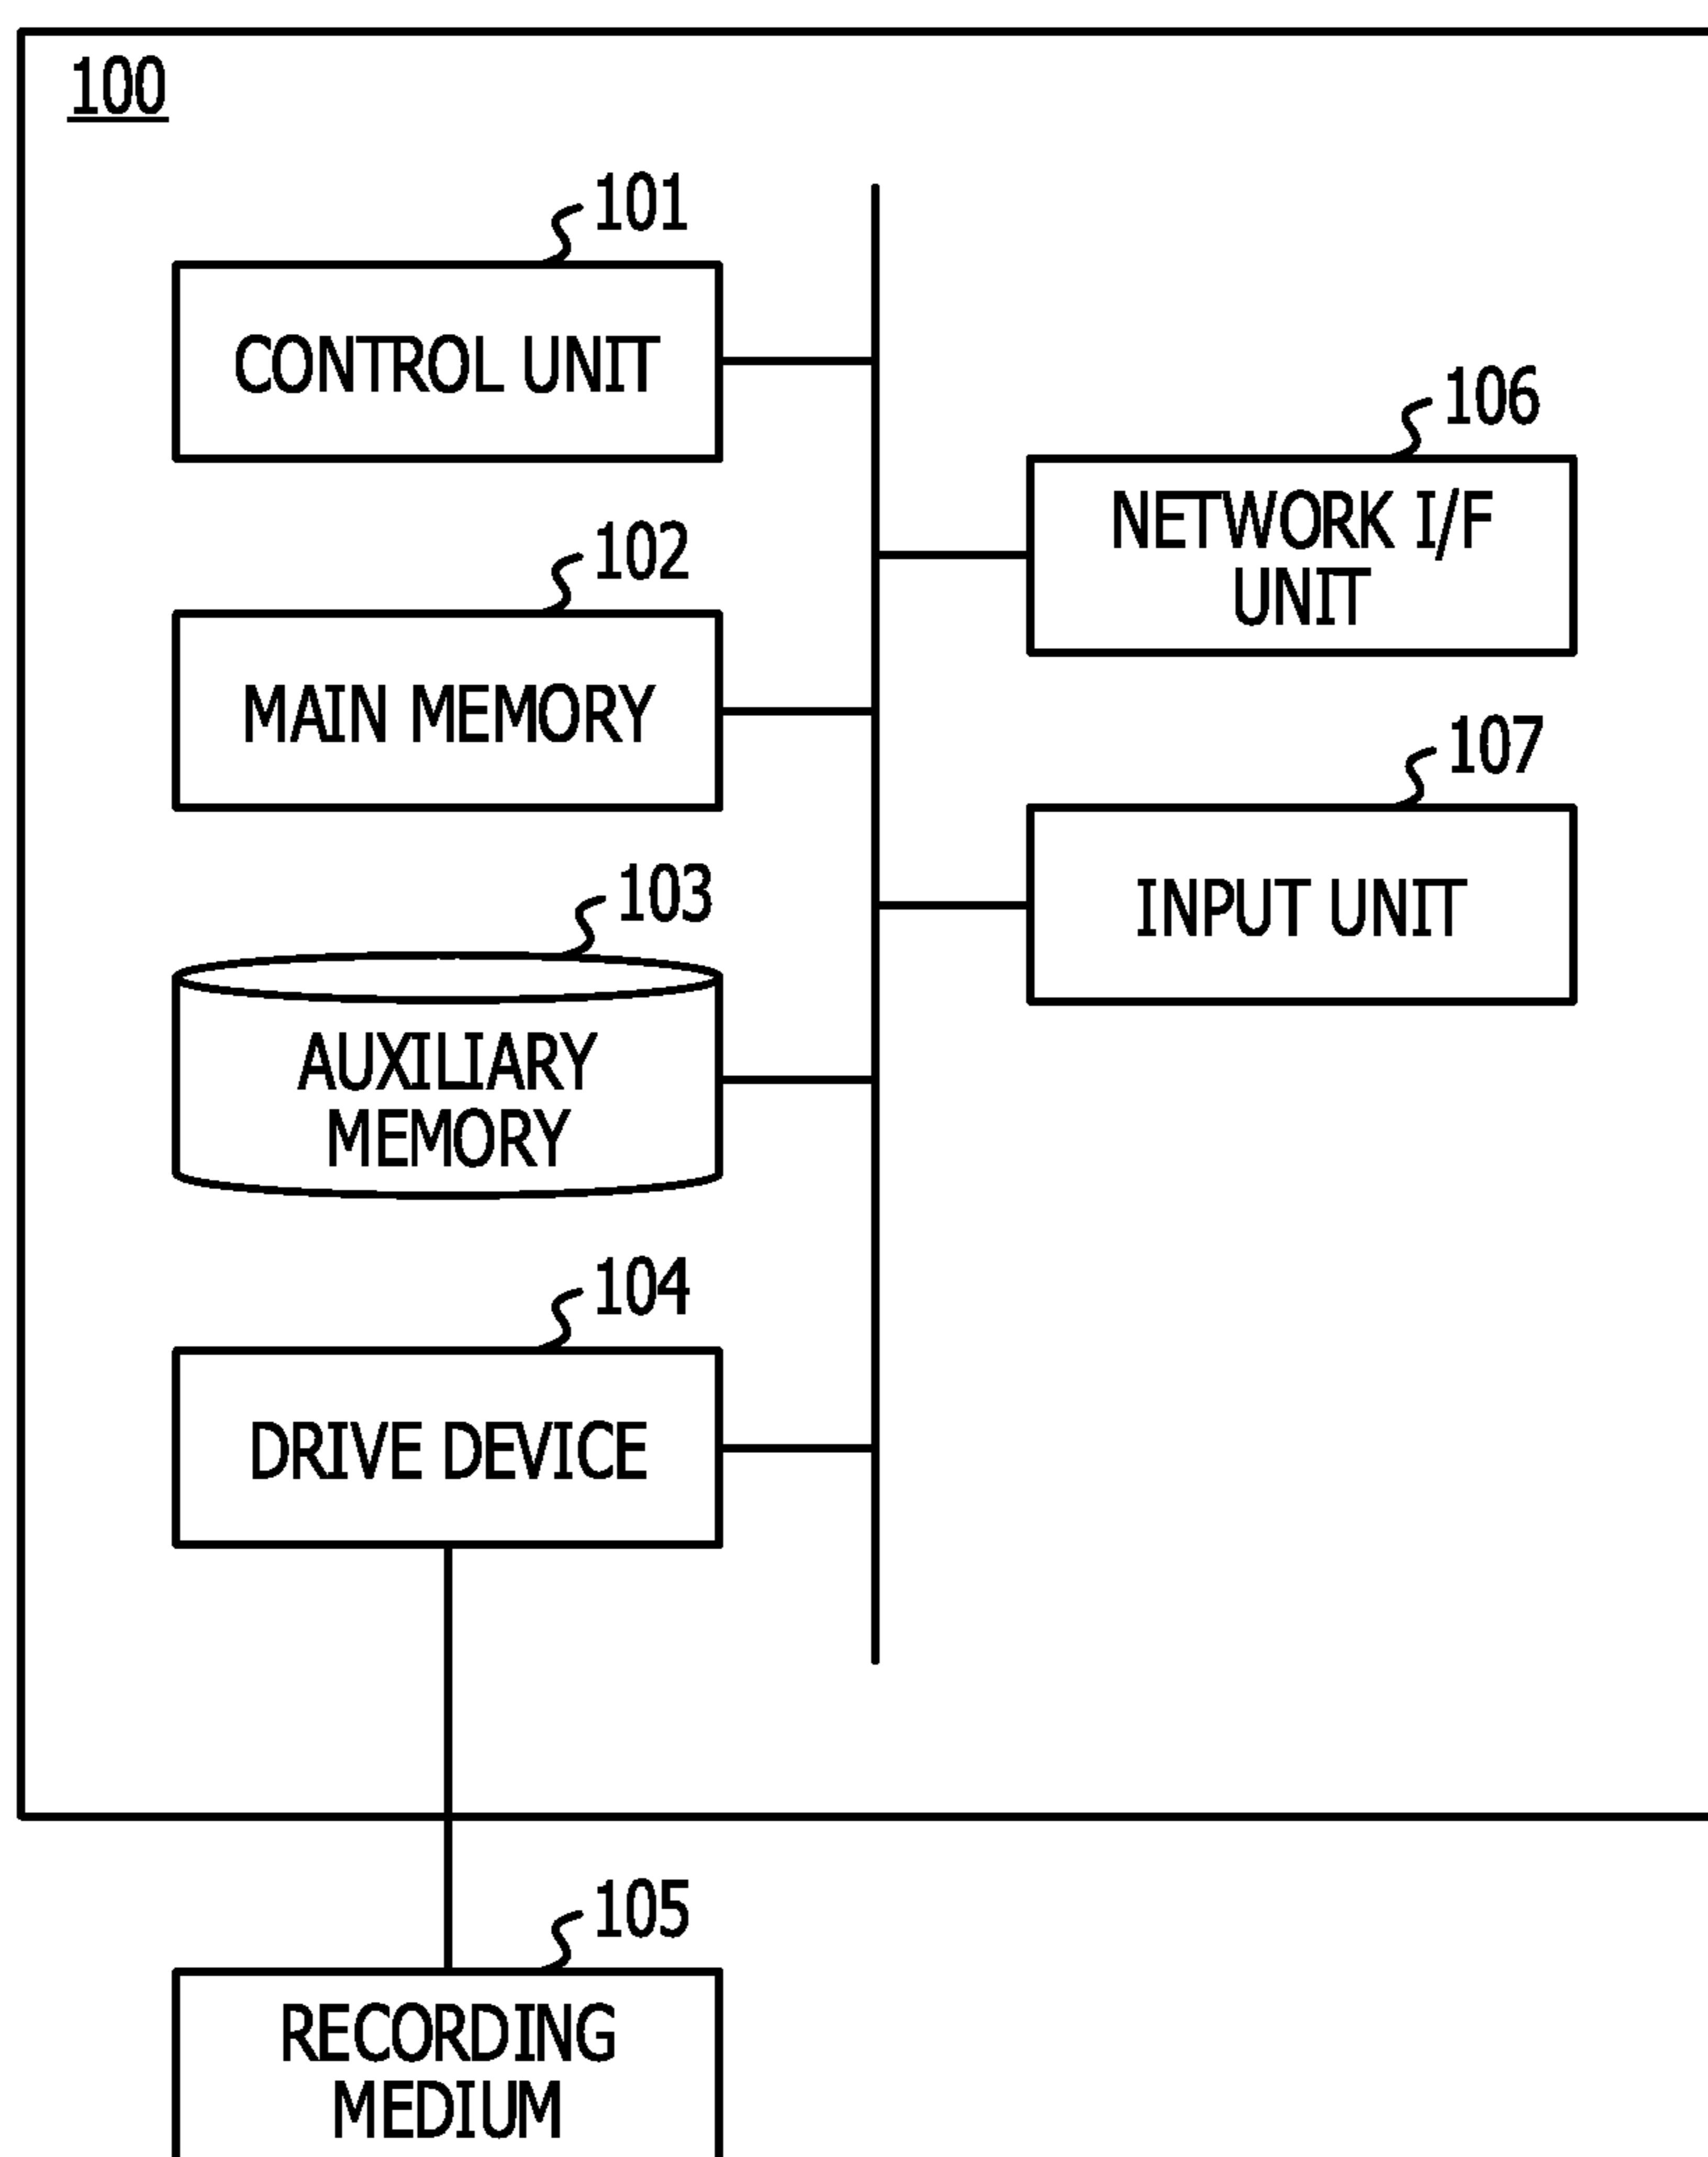 100
101
CONTROL UNIT
106
NETWORK I/F
UNIT
102
MAIN MEMORY
107
INPUT UNIT
103
AUXILIARY
MEMORY
104
DRIVE DEVICE
105
RECORDING
MEDIUM